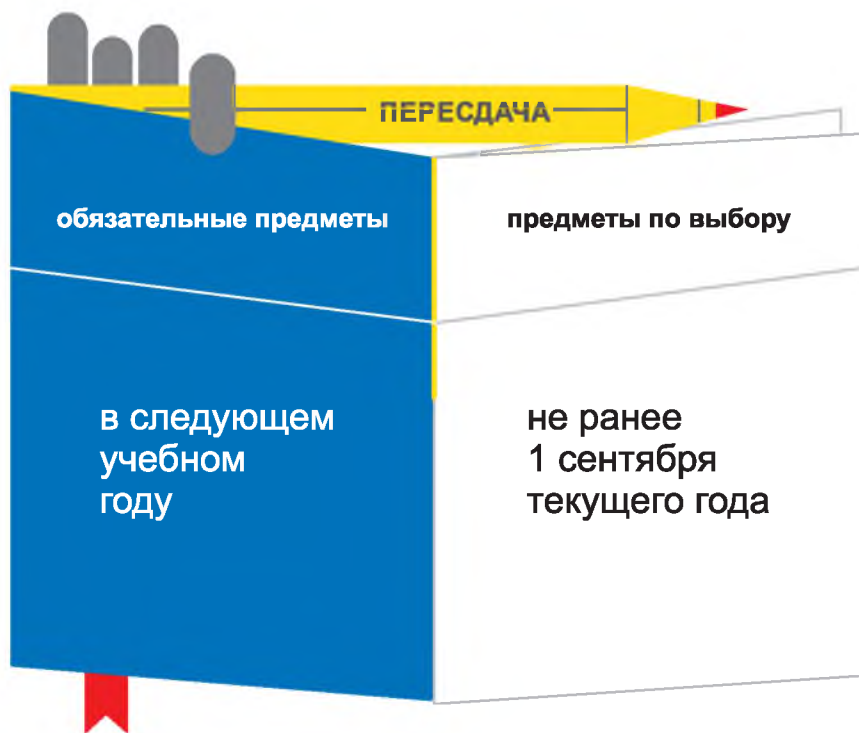 ПЕРЕСДАЧА
обязательные предметы
предметы по выбору
в следующем
учебном
году
не ранее
1 сентября
текущего года